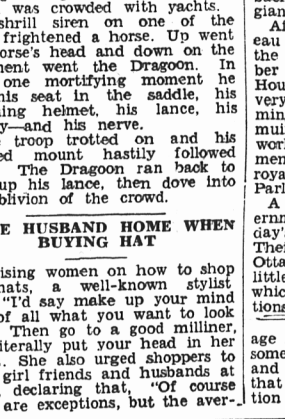 was crowded with yachts.
shrill siren on one of the
frightened a horse. Up went
orse's head and down on the
ment went the Dragoon. In
one mortifying moment he
his seat in the saddle, his
ing helmet, his lance, his
y—and his nerve.
e troop trotted on and his
ed mount hastily followed
The Dragoon ran back to
up his lance, then dove into
blivion of the crowd.
E HUSBAND HOME WHEN
BUYING HAT
ising women on how to shop
hats, a well-known stylist
"I'd say make up your mind
of all what you want to look
Then go to a good milliner,
iterally put your head in her
. She also urged shoppers to
girl friends and husbands at
declaring that, "Of course
are exceptions, but the aver-
gian
Af
eau
the
ber
Hou
very
min
mui
worl
men
roya
Parl
A
ernn
day'
Thei
Otta
little
whic
tions
age
some
and
that
tion